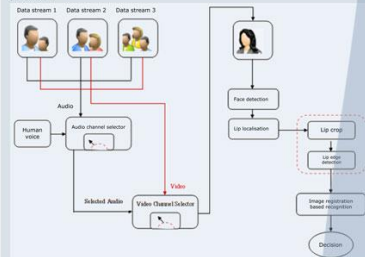 Data stream 1
Data stream 2
Data stream 3
Audio
Human
voice
Audio channel selector
Video
Selected Audio
Video Channel Selector
Face detection
Lip localisation
Lip crop
Lip edge
detection
Image registration
based recognition
Decision